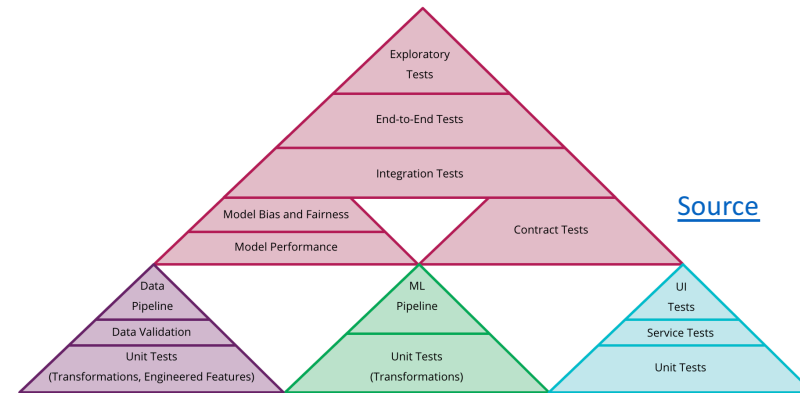 Exploratory
Tests
End-to-End Tests
Integration Tests
Model Bias and Fairness
Model Performance
Contract Tests
Source
Data
Pipeline
Data Validation
Unit Tests
(Transformations, Engineered Features)
ML
Pipeline
Unit Tests
(Transformations)
UI
Tests
Service Tests
Unit Tests